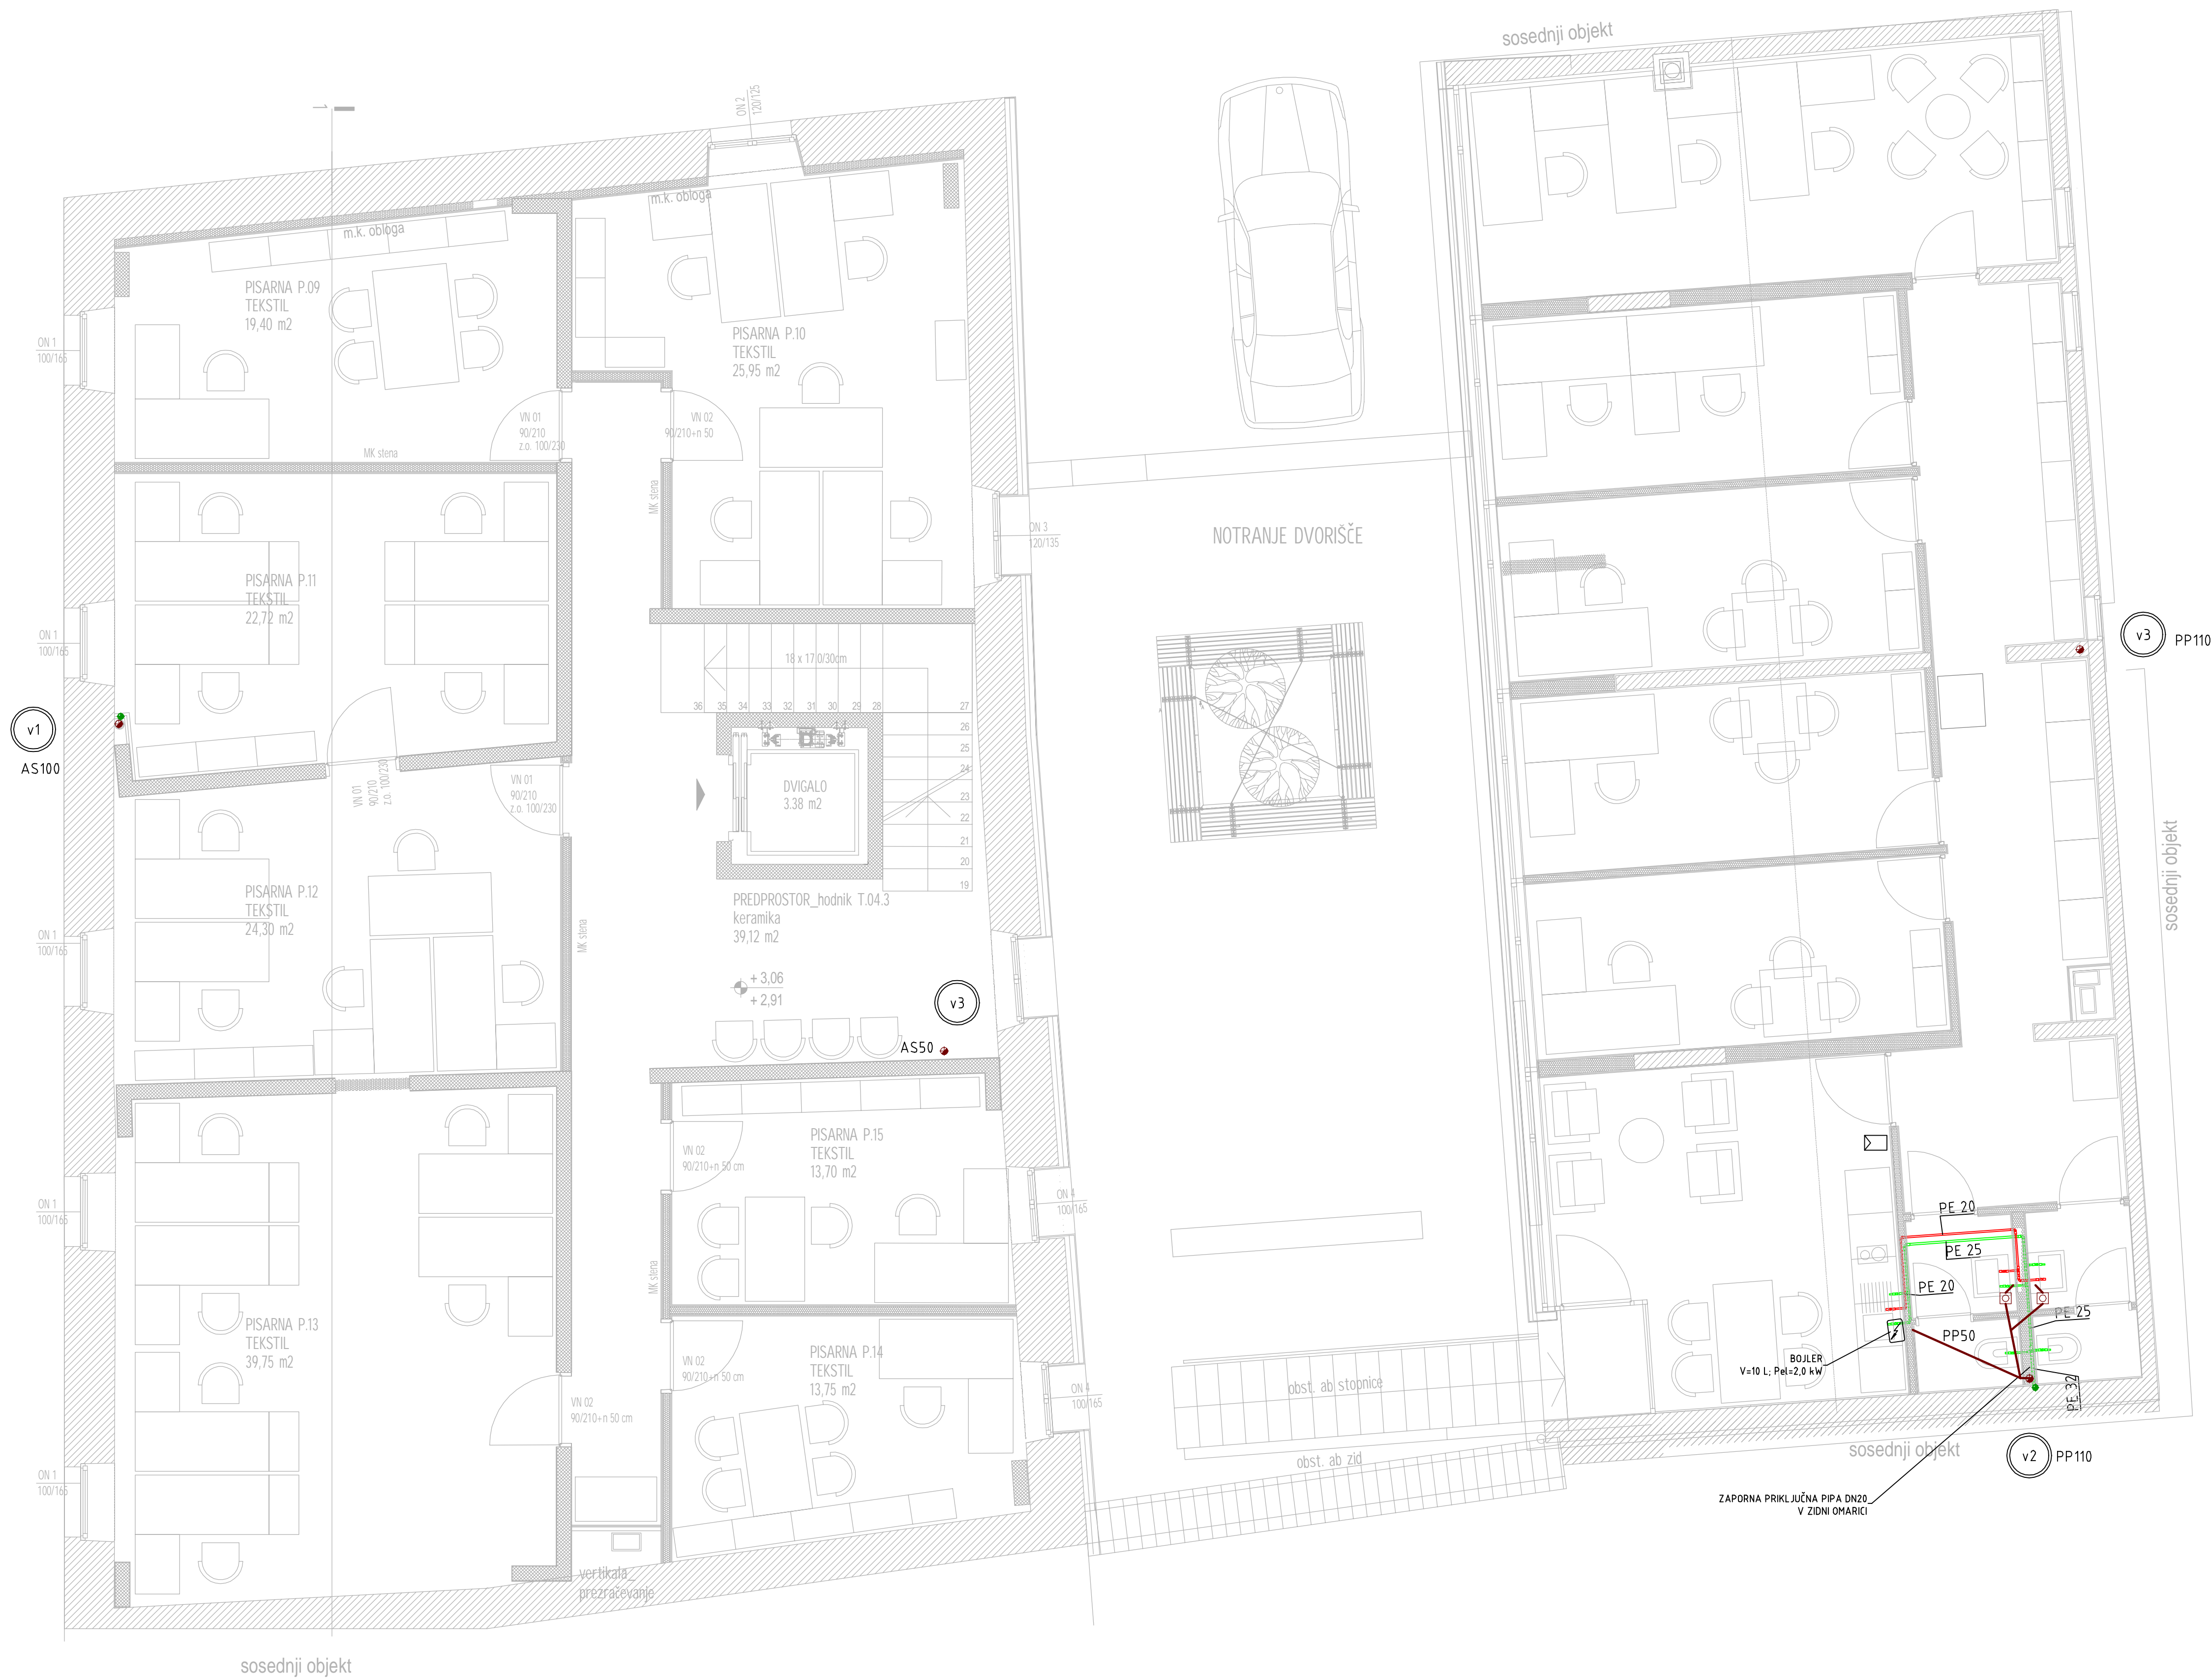 sosednji objekt
1
ON 2
120/125
m.k. obloga
m.k. obloga
PISARNA P.09
TEKSTIL
19,40 m2
PISARNA P.10
TEKSTIL
25,95 m2
ON 1
100/165
VN 01
90/210
z.o. 100/230
VN 02
90/210+n 50
MK stena
MK stena
ON 3
120/135
NOTRANJE DVORIŠČE
PISARNA P.11
TEKSTIL
22,72 m2
ON 1
100/165
v3
PP110
18 x 17.0/30cm
36
35
34
33
32
31
30
29
28
27
26
25
24
23
22
21
20
19
v1
AS100
VN 01
90/210
z.o. 100/230
VN 01
90/210
z.o. 100/230
DVIGALO
3.38 m2
PISARNA P.12
TEKSTIL
24,30 m2
PREDPROSTOR_hodnik T.04.3
keramika
39,12 m2
MK stena
ON 1
100/165
sosednji objekt
+ 3,06
+ 2,91
v3
AS50
PISARNA P.15
TEKSTIL
13,70 m2
VN 02
90/210+n 50 cm
ON 1
100/165
ON 4
100/165
PE 20
PE 25
PE 20
PE 25
PP50
MK stena
PISARNA P.13
TEKSTIL
39,75 m2
PISARNA P.14
TEKSTIL
13,75 m2
VN 02
90/210+n 50 cm
VN 02
90/210+n 50 cm
ON 4
100/165
obst. ab stopnice
BOJLER
V=10 L; Pel=2,0 kW
PE 32
obst. ab zid
sosednji objekt
v2
PP110
ON 1
100/165
ZAPORNA PRIKLJUČNA PIPA DN20
V ZIDNI OMARICI
vertikala_
prezračevanje
sosednji objekt